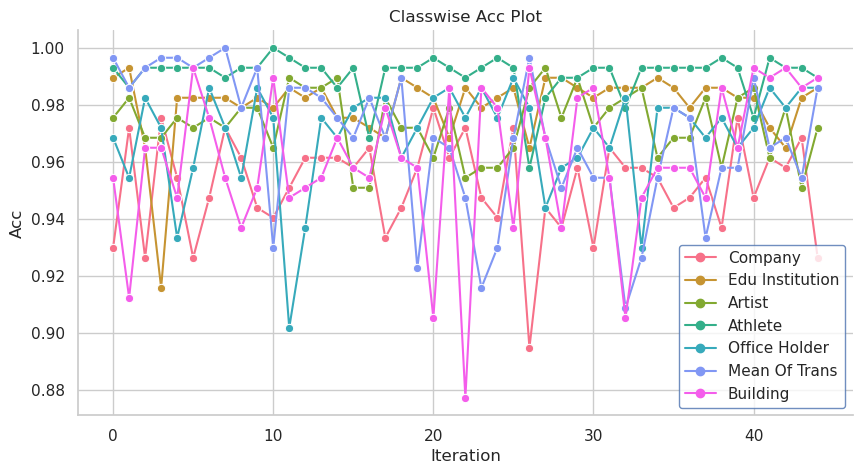 Classwise Acc Plot
1.00
0.98
0.96
0.94
0.92
0.90
0.88
Acc
0
10
20
30
40
Iteration
Company
Edu Institution
Artist
Athlete
Office Holder
Mean Of Trans
Building